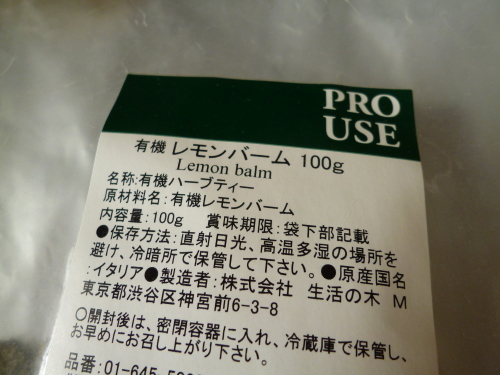 PRO
USE
有機 レモンバーム 100g
Lemon balm
名称:有機ハーブティー
原材料名:有機レモンバーム
内容量:100g 賞味期限:袋下部記載
●保存方法:直射日光、高温多湿の場所を
避け、冷暗所で保管して下さい。●原産国名
:イタリア●製造者:株式会社 生活の木 M
東京都渋谷区神宮前6-3-8
○開封後は、密閉容器に入れ、冷蔵庫で保管し、
お早めにお召し上がり下さい。
品番:01-645-